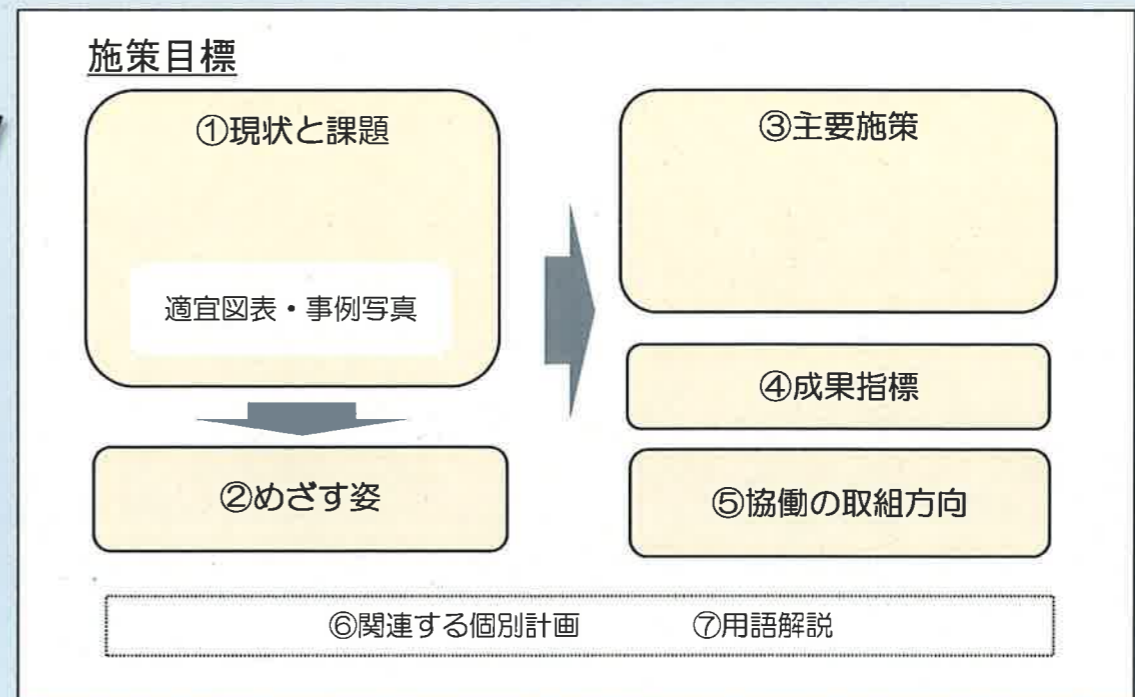 施策目標
①現状と課題
適宜図表・事例写真
②めざす姿
③主要施策
④成果指標
⑤協働の取組方向
⑥関連する個別計画 ⑦用語解説